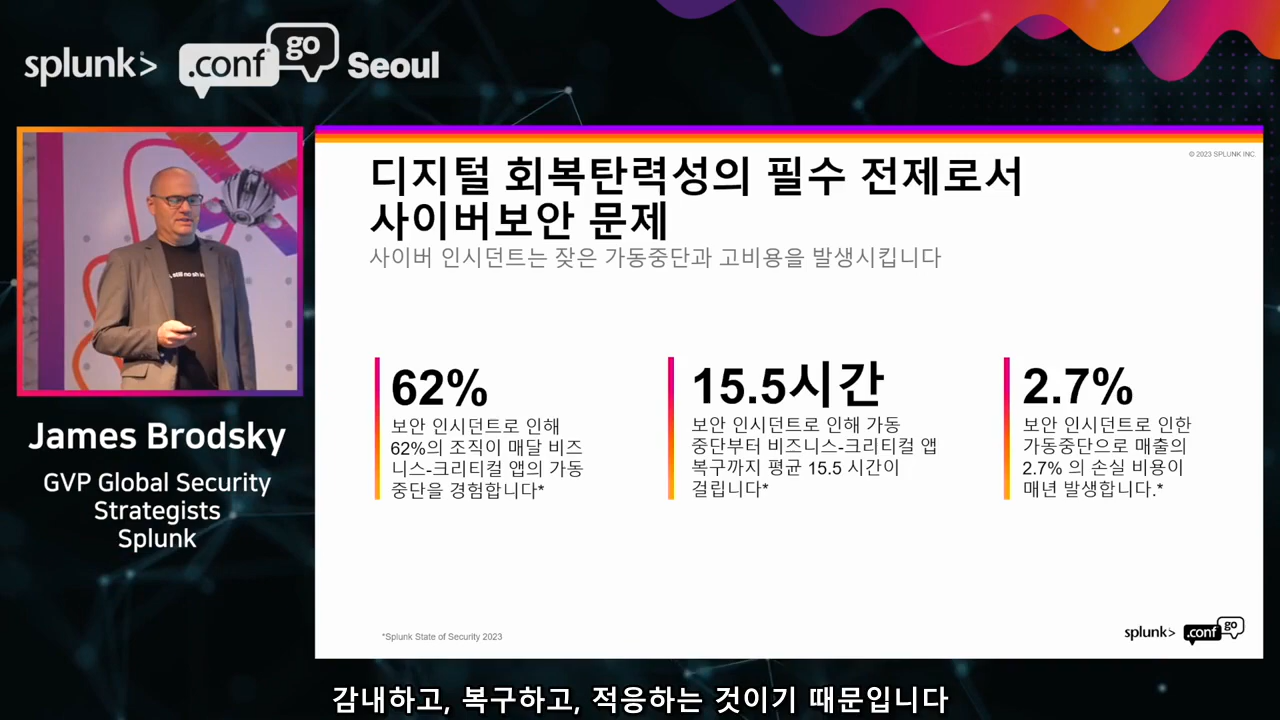 splunk> .conf go Seoul
© 2023 SPLUNK INC.
디지털 회복탄력성의 필수 전제로서
사이버보안 문제
사이버 인시던트는 잦은 가동중단과 고비용을 발생시킵니다
still no sh
James Brodsky
GVP Global Security
Strategists
Splunk
62%
보안 인시던트로 인해
62%의 조직이 매달 비즈
니스-크리티컬 앱의 가동
중단을 경험합니다*
15.5시간
보안 인시던트로 인해 가동
중단부터 비즈니스-크리티컬 앱
복구까지 평균 15.5 시간이
걸립니다*
2.7%
보안 인시던트로 인한
가동중단으로 매출의
2.7% 의 손실 비용이
매년 발생합니다.*
*Splunk State of Security 2023
splunk> .conf go
감내하고, 복구하고, 적응하는 것이기 때문입니다